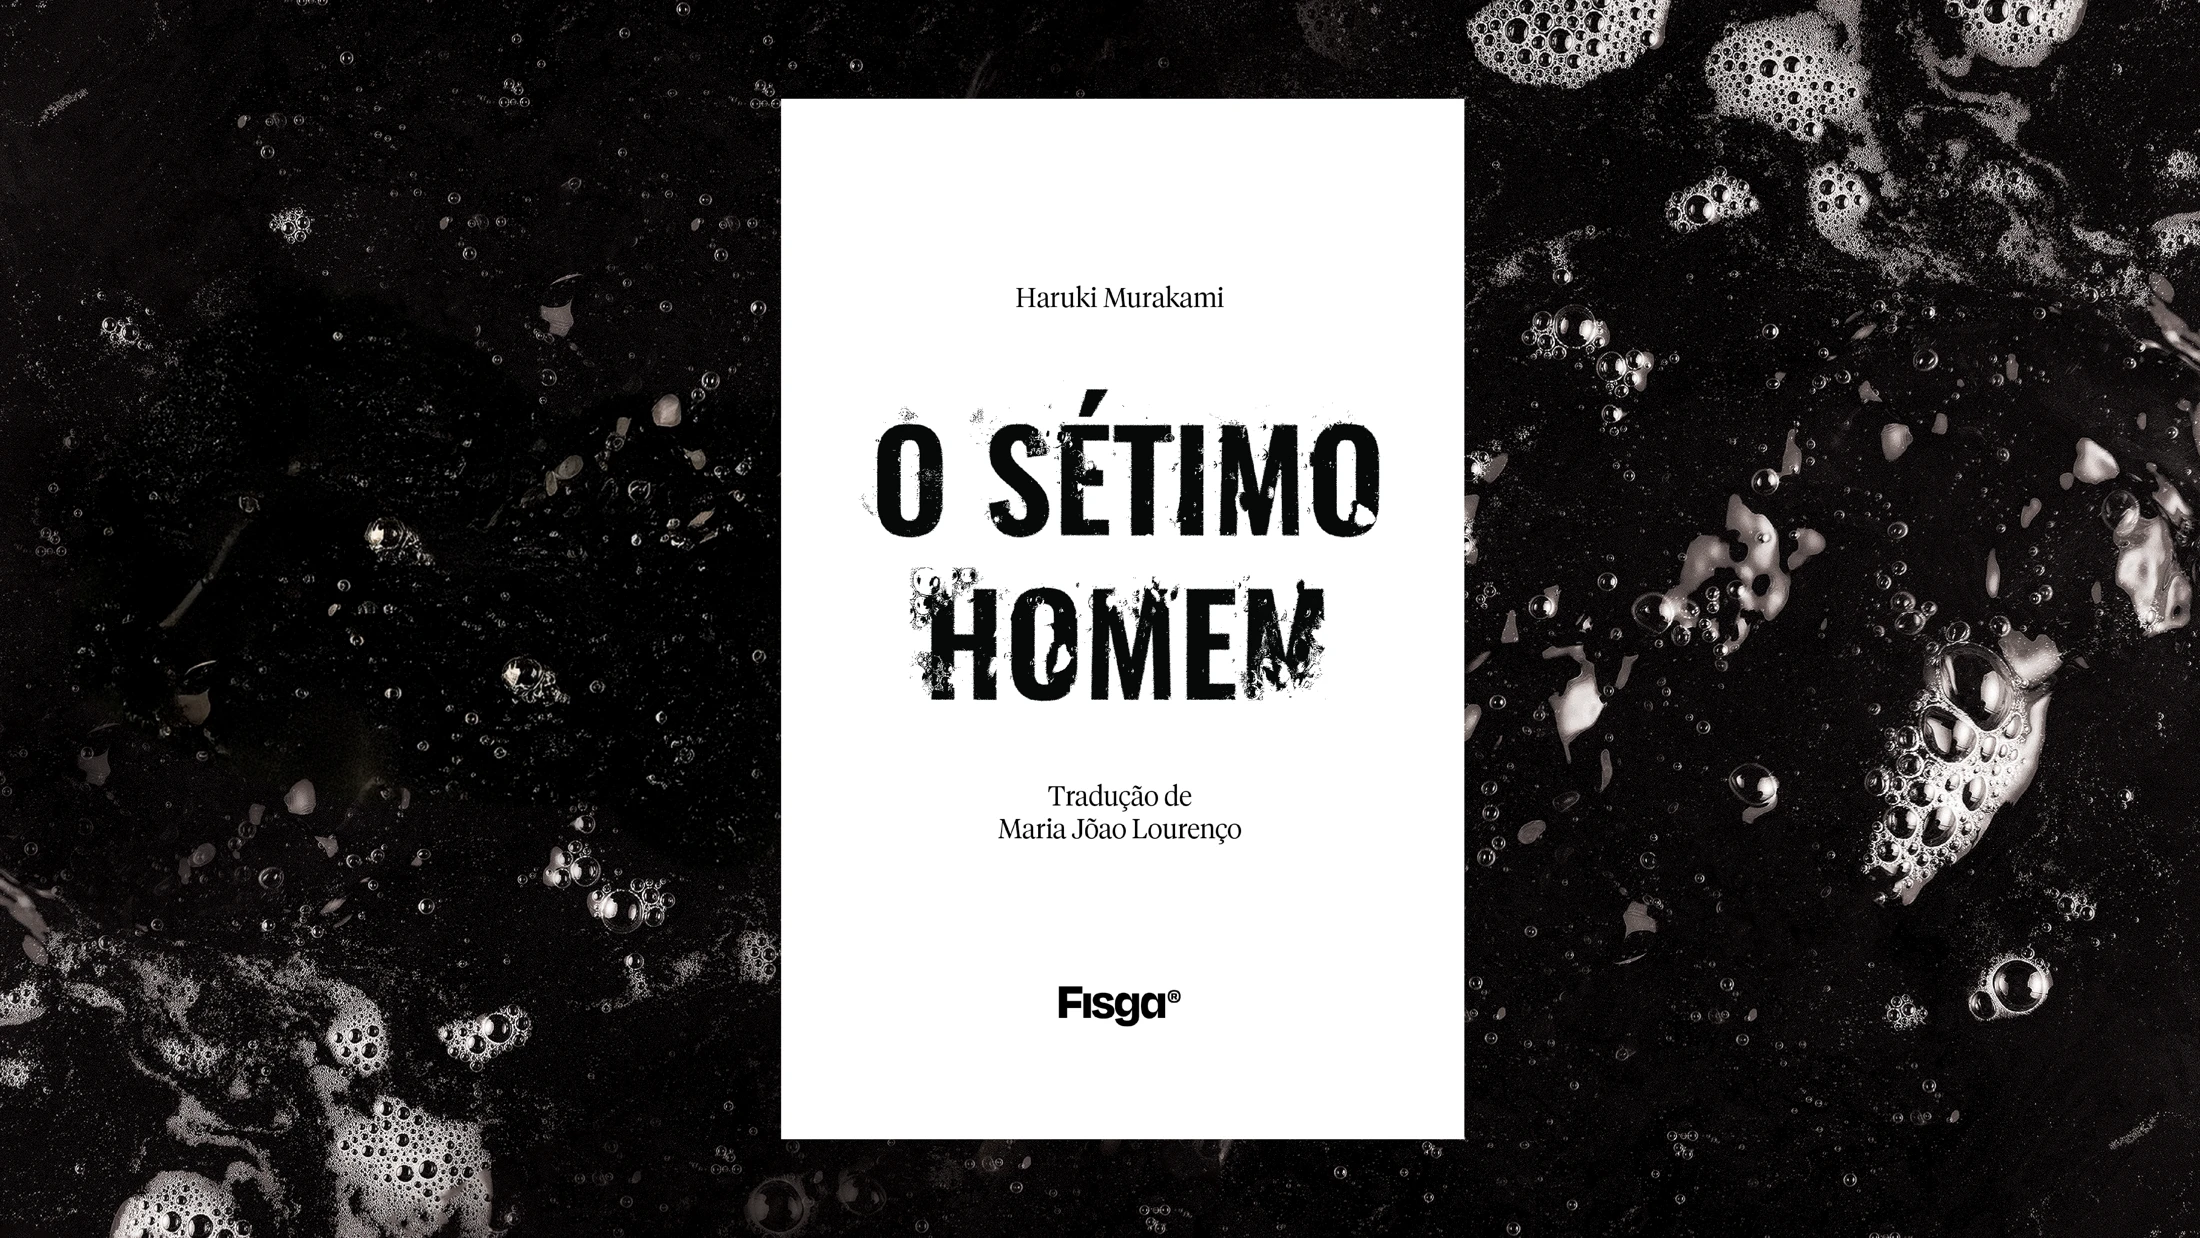 Haruki Murakami
O SÉTIMO
HOMEM
Tradução de
Maria Jõao Lourenço
Fisga®